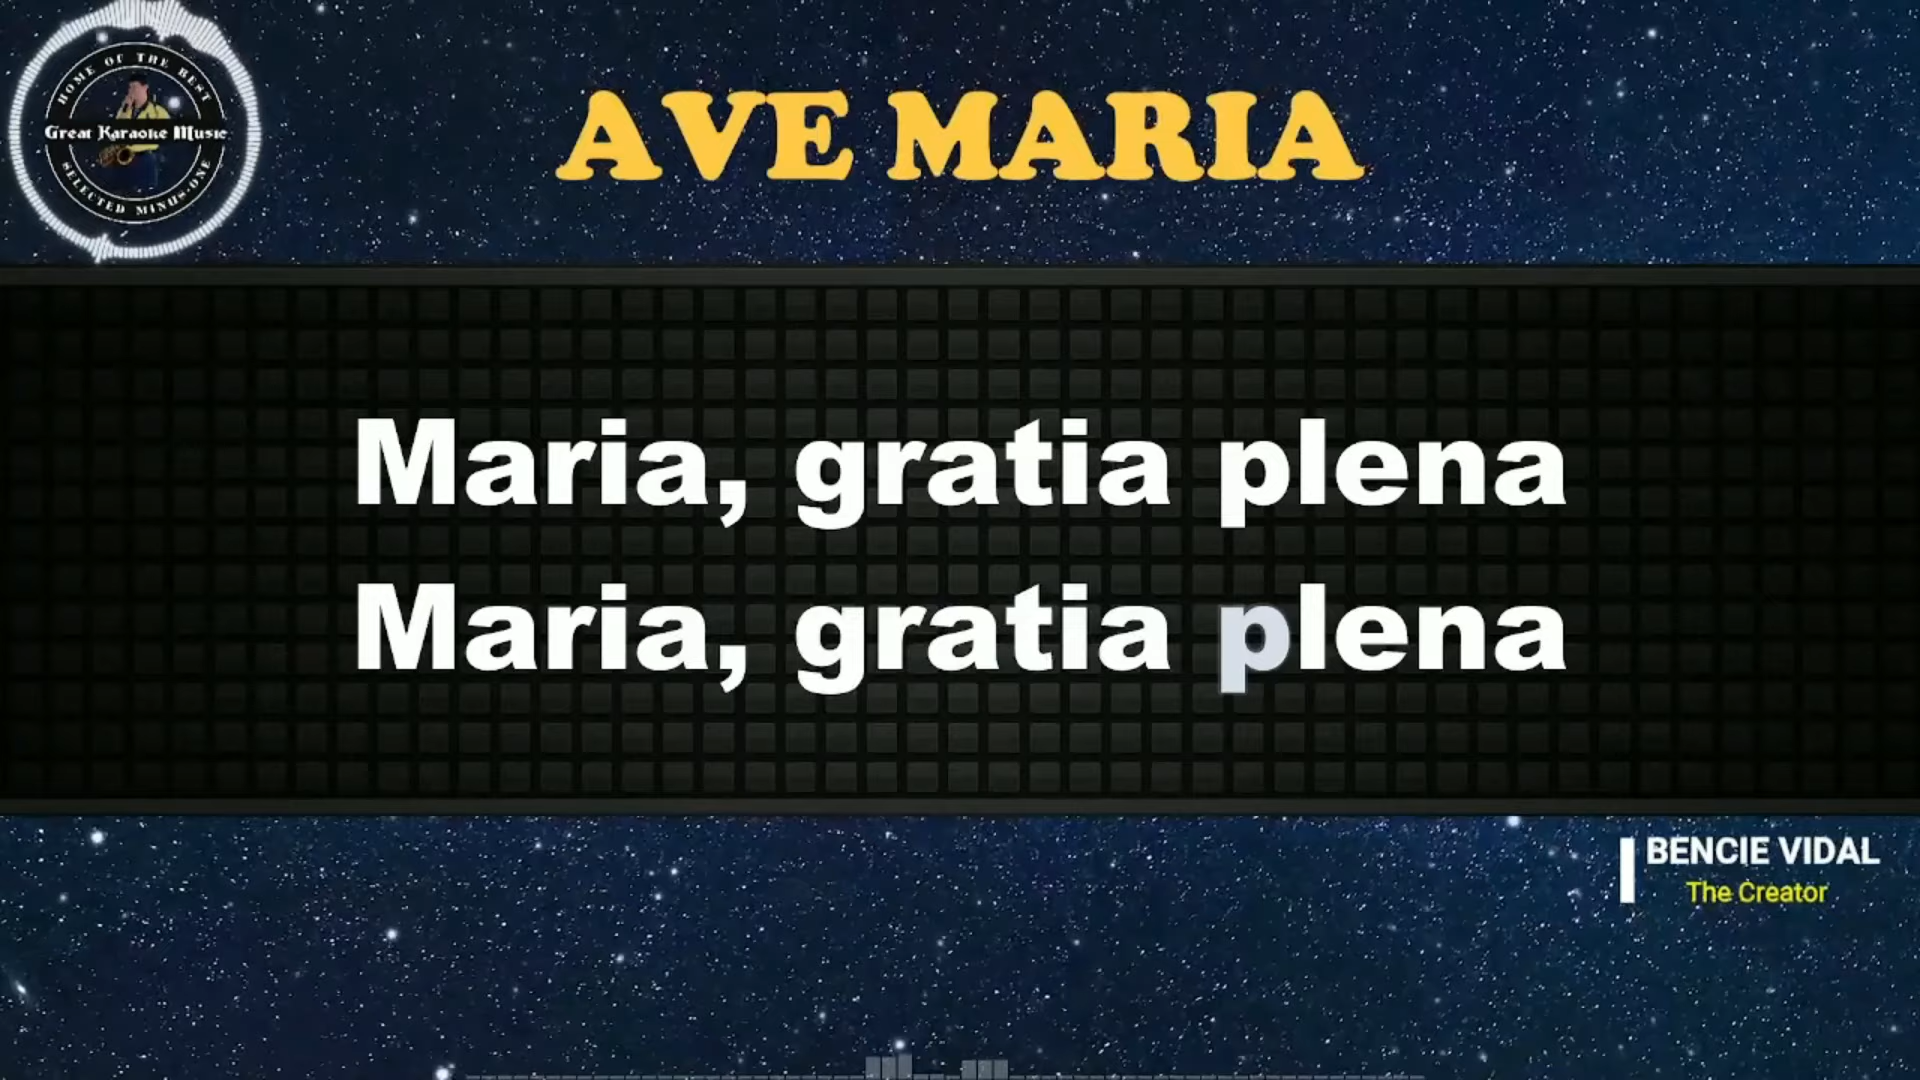 HOME OF THE BEST
Great Karaoke Music
SELECTED MINUS-ONE
AVE MARIA
Maria, gratia plena
Maria, gratia plena
BENCIE VIDAL
The Creator